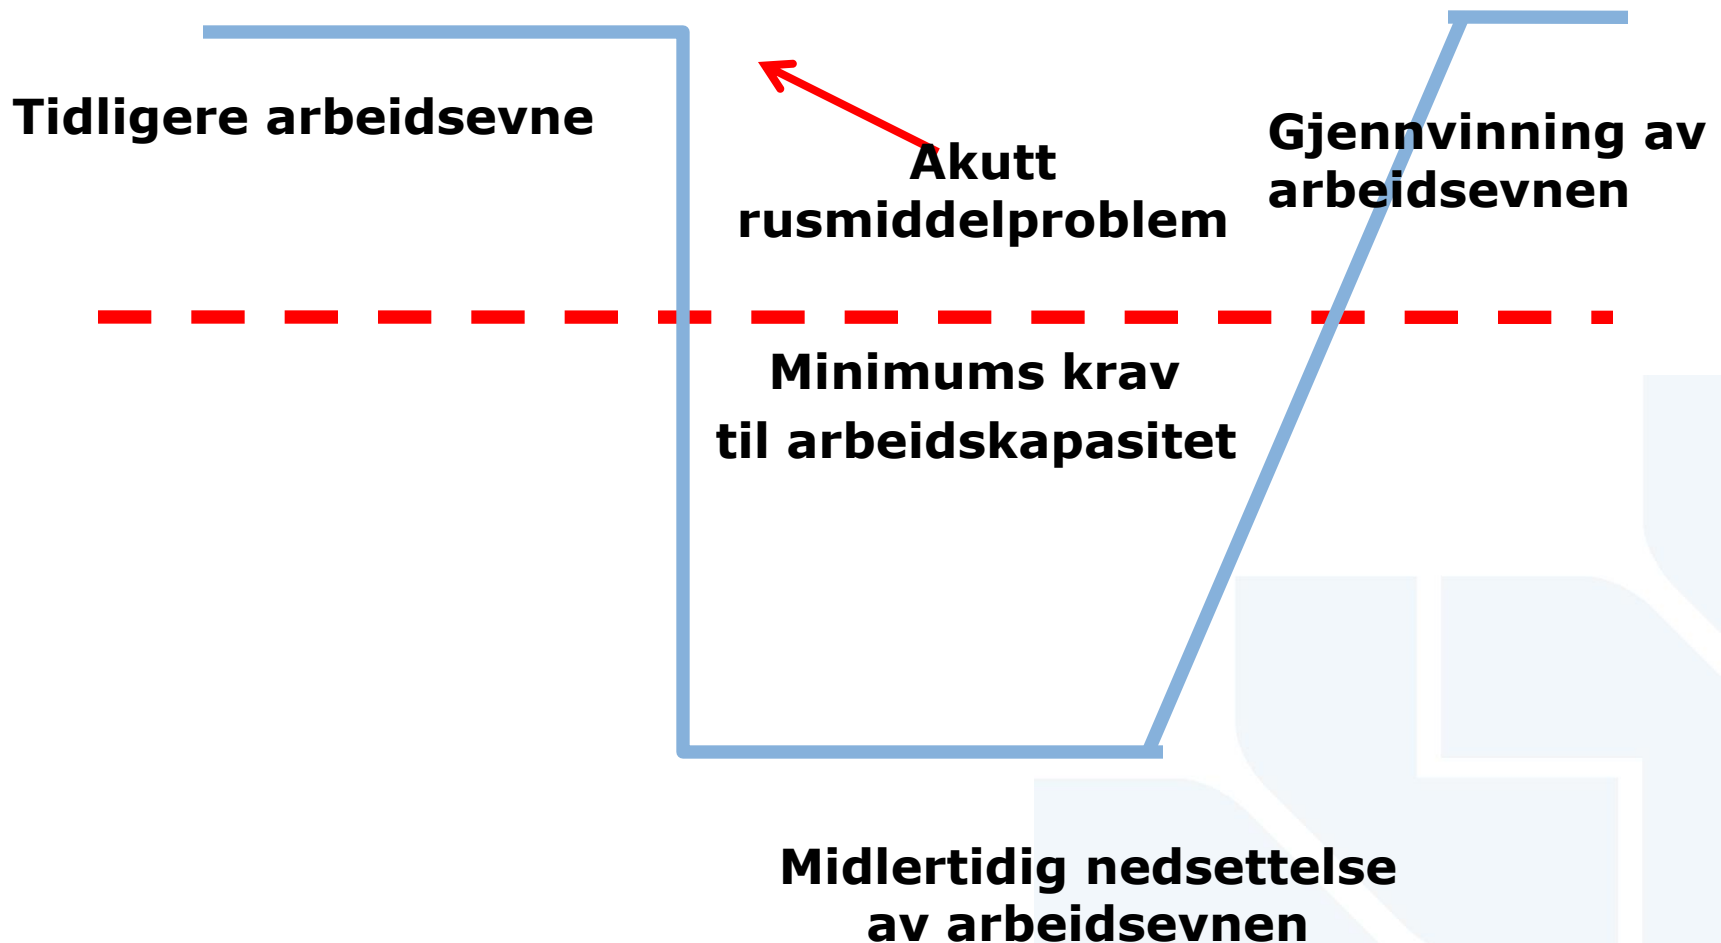 Tidligere arbeidsevne
Akutt
rusmiddelproblem
Gjennvinning av
arbeidsevnen
Minimums krav
til arbeidskapasitet
Midlertidig nedsettelse
av arbeidsevnen